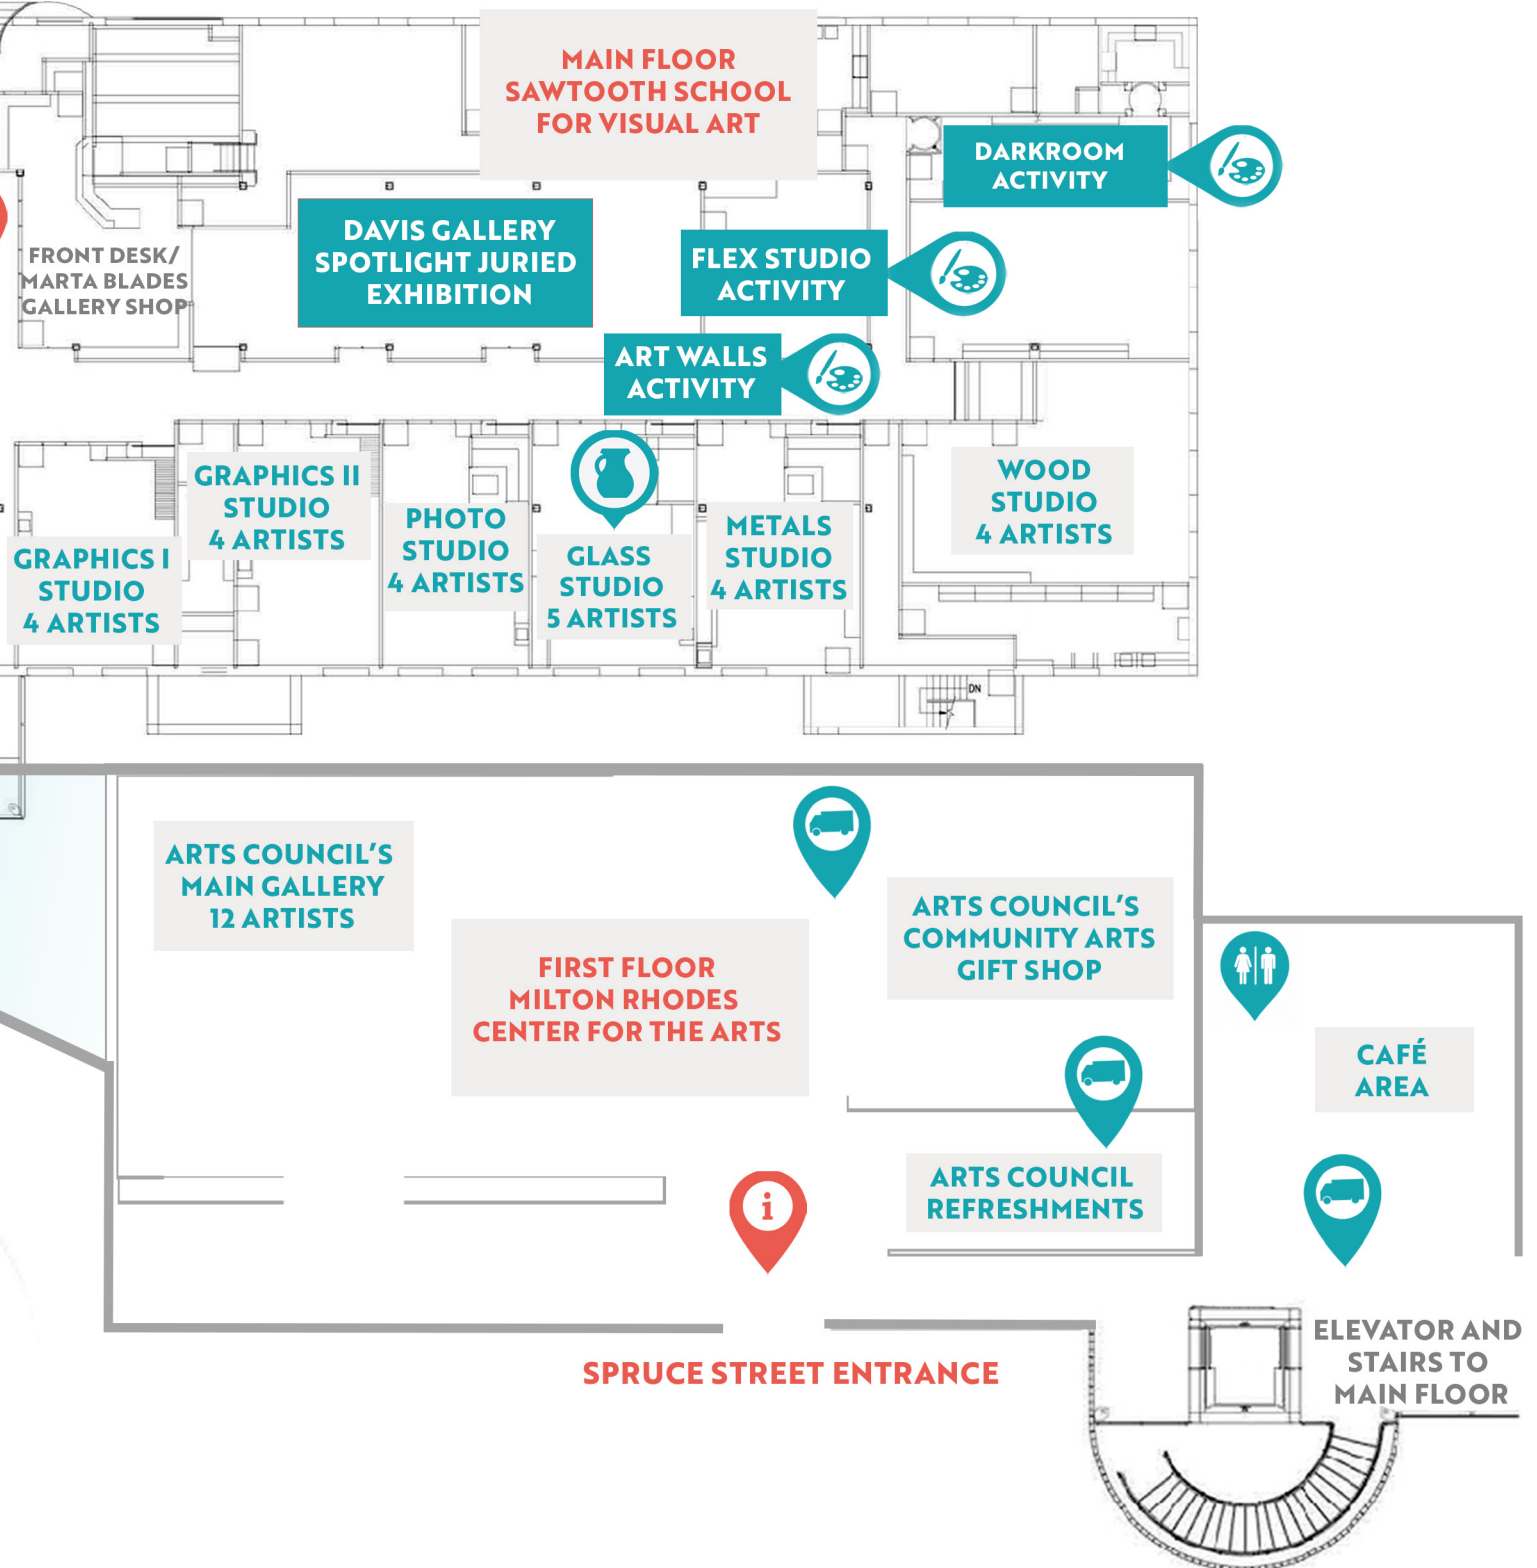 MAIN FLOOR
SAWTOOTH SCHOOL
FOR VISUAL ART
DARKROOM
ACTIVITY
DAVIS GALLERY
SPOTLIGHT JURIED
EXHIBITION
FLEX STUDIO
ACTIVITY
FRONT DESK/
MARTA BLADES
GALLERY SHOP
ART WALLS
ACTIVITY
GRAPHICS I
STUDIO
4 ARTISTS
GRAPHICS II
STUDIO
4 ARTISTS
PHOTO
STUDIO
4 ARTISTS
GLASS
STUDIO
5 ARTISTS
METALS
STUDIO
4 ARTISTS
WOOD
STUDIO
4 ARTISTS
DN
ARTS COUNCIL'S
MAIN GALLERY
12 ARTISTS
FIRST FLOOR
MILTON RHODES
CENTER FOR THE ARTS
ARTS COUNCIL'S
COMMUNITY ARTS
GIFT SHOP
CAFÉ
AREA
ARTS COUNCIL
REFRESHMENTS
i
SPRUCE STREET ENTRANCE
ELEVATOR AND
STAIRS TO
MAIN FLOOR